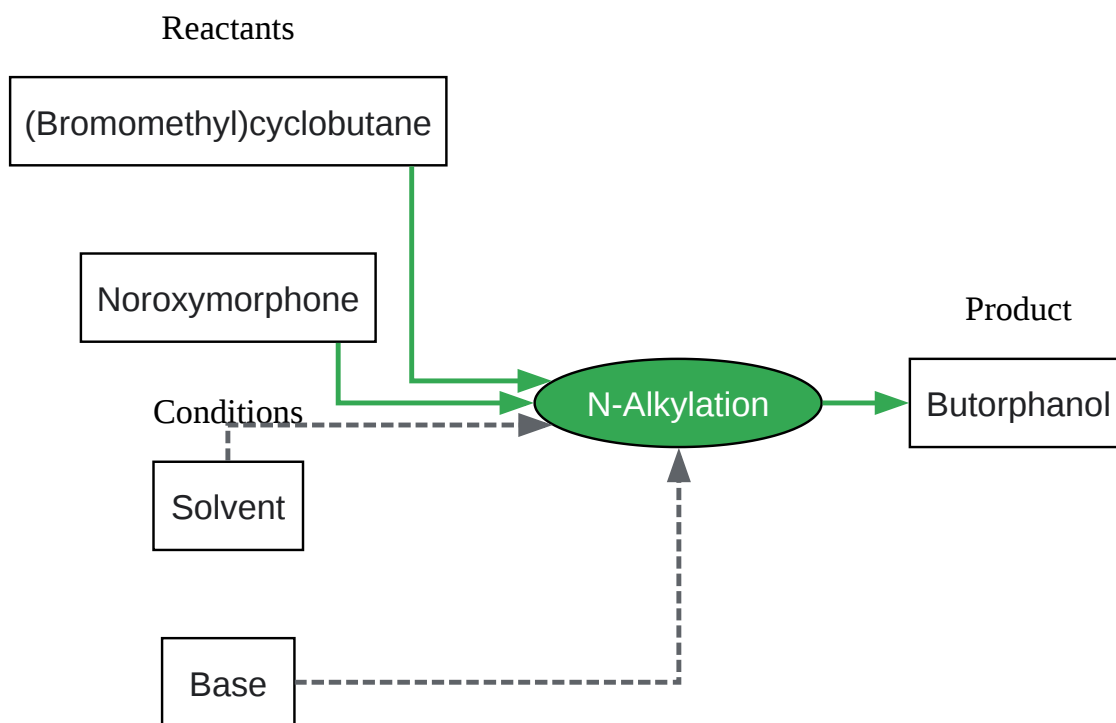 Reactants
(Bromomethyl)cyclobutane
Noroxymorphone
Product
N-Alkylation
Butorphanol
Conditions
Solvent
Base